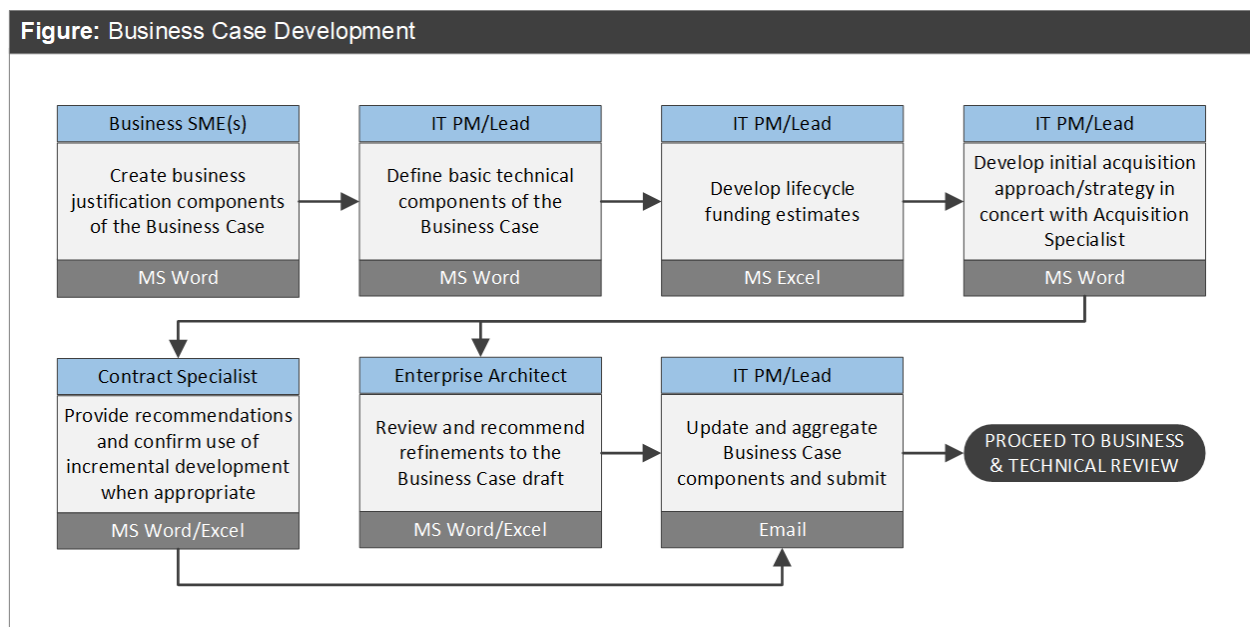 Figure: Business Case Development
Business SME(s)
Create business
justification components
of the Business Case
MS Word
IT PM/Lead
Define basic technical
components of the
Business Case
MS Word
IT PM/Lead
Develop lifecycle
funding estimates
MS Excel
IT PM/Lead
Develop initial acquisition
approach/strategy in
concert with Acquisition
Specialist
MS Word
Contract Specialist
Provide recommendations
and confirm use of
incremental development
when appropriate
MS Word/Excel
Enterprise Architect
Review and recommend
refinements to the
Business Case draft
MS Word/Excel
IT PM/Lead
Update and aggregate
Business Case
components and submit
Email
PROCEED TO BUSINESS
& TECHNICAL REVIEW